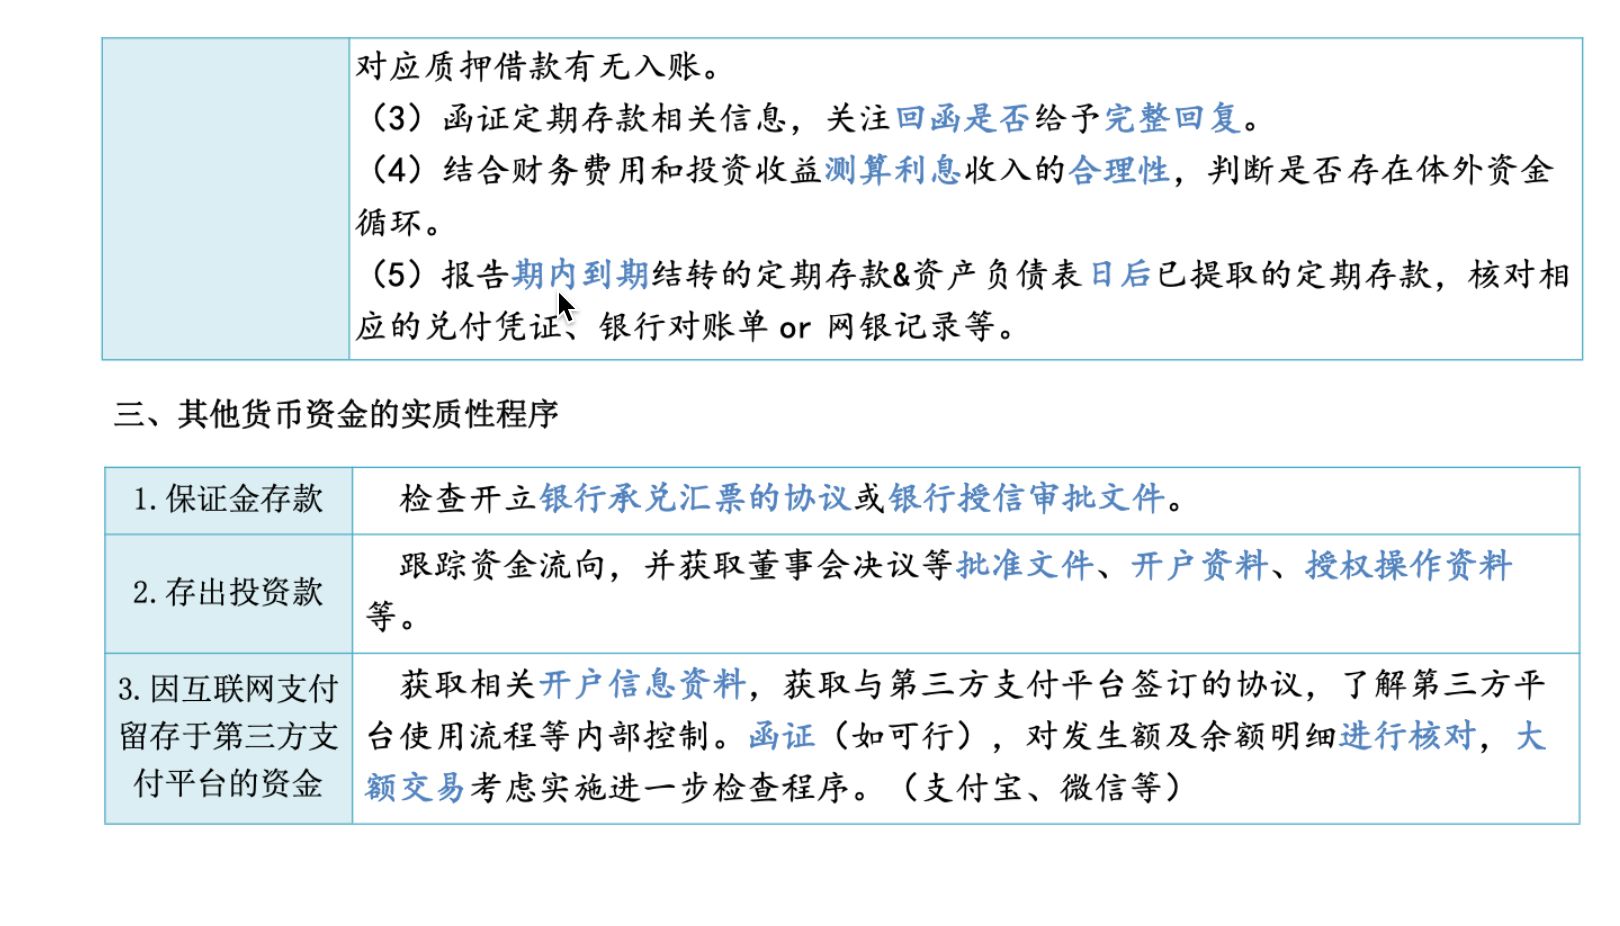 对应质押借款有无入账。
（3）函证定期存款相关信息，关注回函是否给予完整回复。
（4）结合财务费用和投资收益测算利息收入的合理性，判断是否存在体外资金
循环。
（5）报告期内到期结转的定期存款&资产负债表日后已提取的定期存款，核对相
应的兑付凭证、银行对账单 or 网银记录等。
三、其他货币资金的实质性程序
1.保证金存款
检查开立银行承兑汇票的协议或银行授信审批文件。
2.存出投资款
跟踪资金流向，并获取董事会决议等批准文件、开户资料、授权操作资料
等。
3.因互联网支付
留存于第三方支
付平台的资金
获取相关开户信息资料，获取与第三方支付平台签订的协议，了解第三方平
台使用流程等内部控制。函证（如可行），对发生额及余额明细进行核对，大
额交易考虑实施进一步检查程序。（支付宝、微信等）